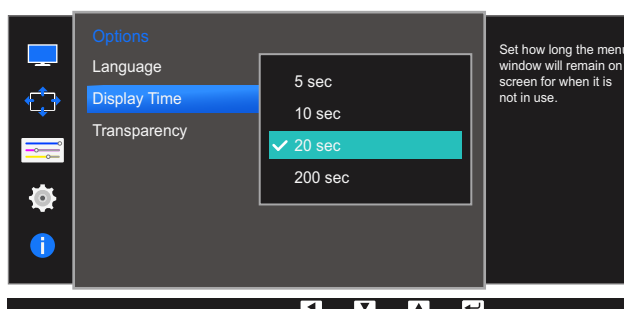 Options
Language
Display Time
Transparency
5 sec
10 sec
20 sec
200 sec
Set how long the menu
window will remain on
screen for when it is
not in use.